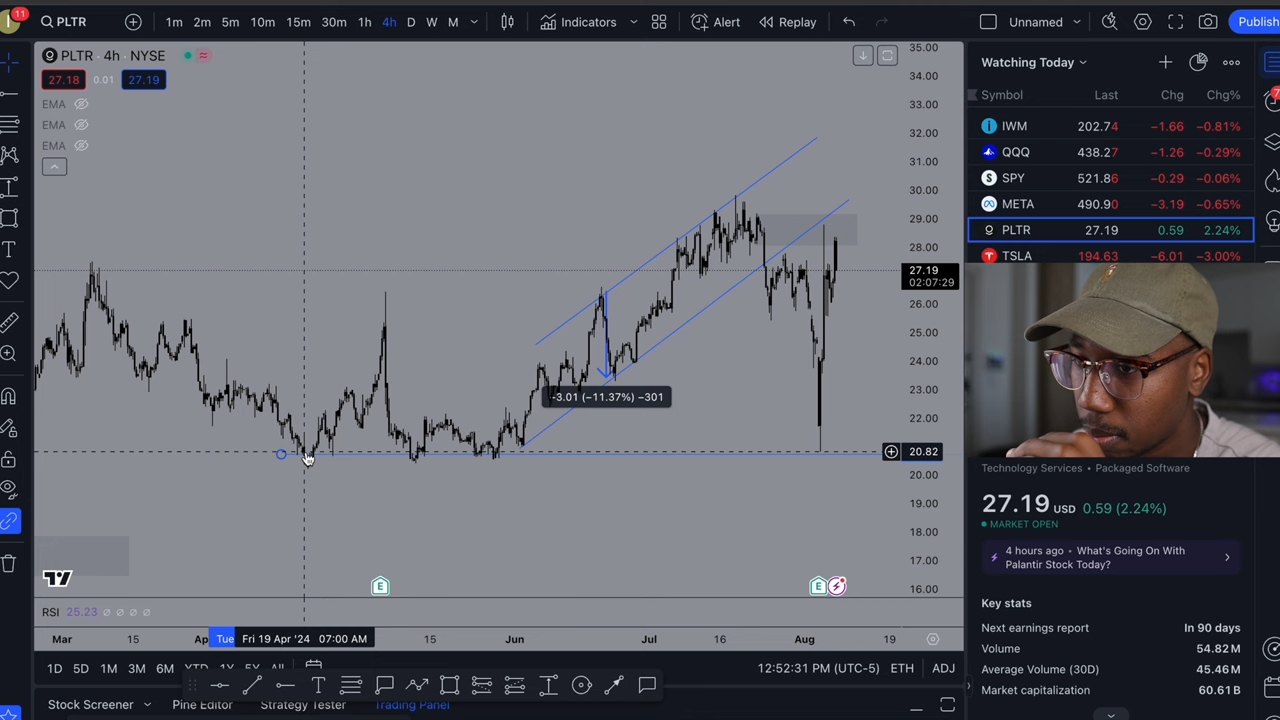 11
PLTR
1m 2m 5m 10m 15m 30m 1h 4h D W M
Indicators
Alert
Replay
Unnamed
Publish
PLTR · 4h · NYSE
27.18 0.01 27.19
EMA
EMA
EMA
35.00
34.00
33.00
32.00
31.00
30.00
29.00
28.00
27.19
02:07:29
26.00
25.00
24.00
23.00
22.00
20.82
20.00
19.00
18.00
17.00
16.00
-3.01 (−11.37%) −301
E
E
RSI 25.23
Mar 15 Ap Tue Fri 19 Apr '24 07:00 AM 15 Jun Jul 16 Aug 19
1D 5D 1M 3M 6M YTD 1Y 5Y All
12:52:31 PM (UTC-5) ETH ADJ
Stock Screener
Pine Editor
Strategy Tester
Trading Panel
Watching Today
Symbol Last Chg Chg%
IWM 202.74 −1.66 −0.81%
QQQ 438.27 −1.26 −0.29%
SPY 521.86 −0.29 −0.06%
META 490.90 −3.19 −0.65%
PLTR 27.19 0.59 2.24%
TSLA 194.63 −6.01 −3.00%
Technology Services • Packaged Software
27.19 USD 0.59 (2.24%)
MARKET OPEN
4 hours ago • What's Going On With
Palantir Stock Today?
Key stats
Next earnings report In 90 days
Volume 54.82 M
Average Volume (30D) 45.46 M
Market capitalization 60.61 B